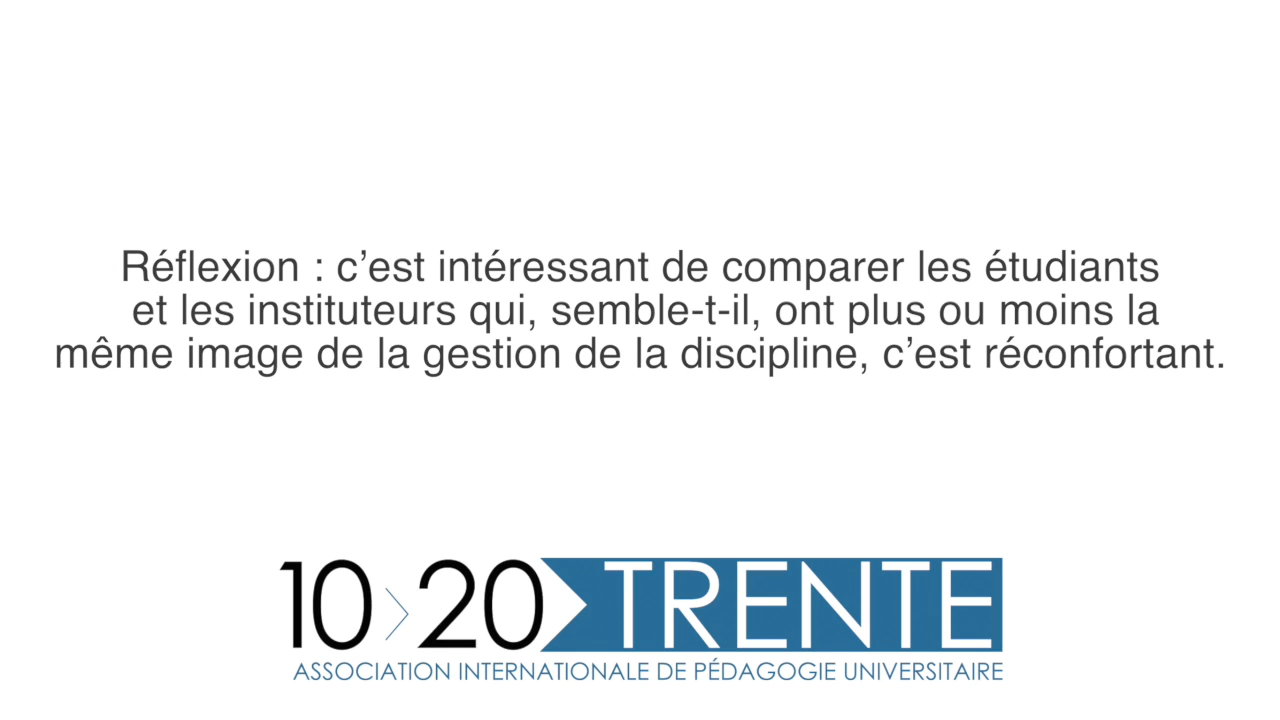 Réflexion : c’est intéressant de comparer les étudiants
et les instituteurs qui, semble-t-il, ont plus ou moins la
même image de la gestion de la discipline, c’est réconfortant.
10>20 TRENTE
ASSOCIATION INTERNATIONALE DE PÉDAGOGIE UNIVERSITAIRE